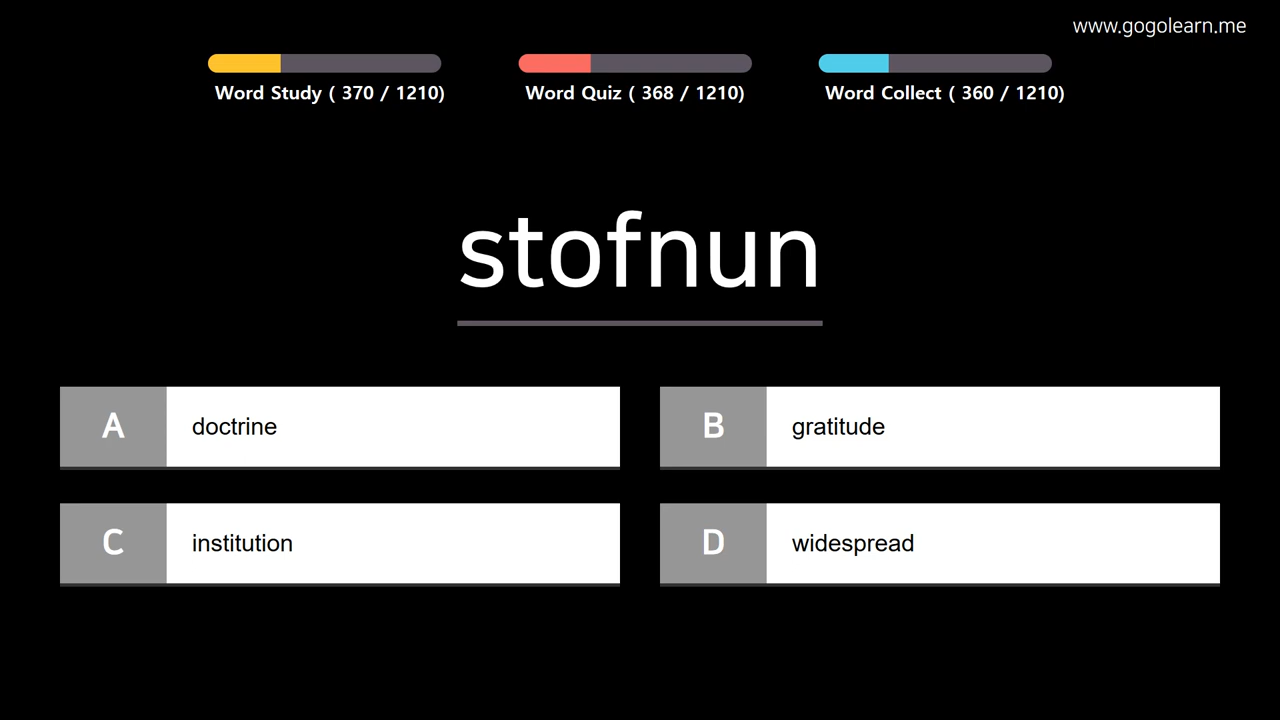 www.gogolearn.me
Word Study ( 370 / 1210)
Word Quiz ( 368 / 1210)
Word Collect ( 360 / 1210)
stofnun
A doctrine
B gratitude
C institution
D widespread